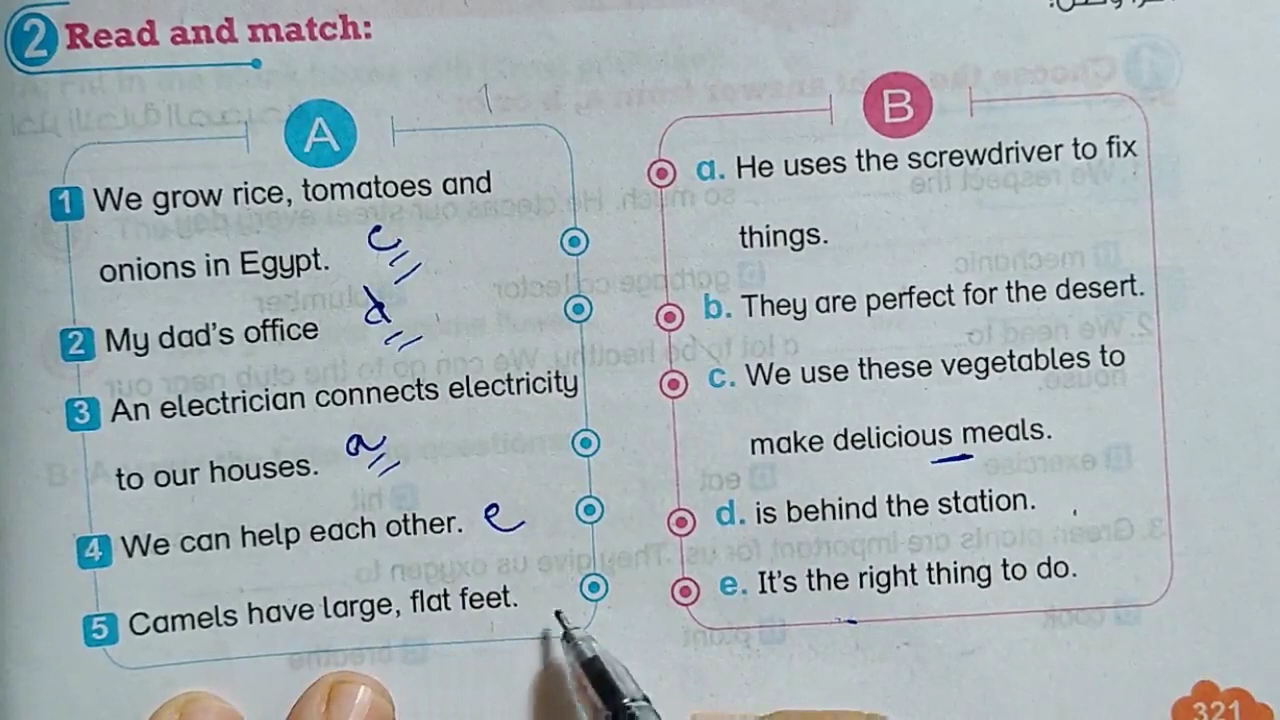 2 Read and match:
A
1 We grow rice, tomatoes and
onions in Egypt. c
2 My dad's office d
3 An electrician connects electricity
to our houses. a
4 We can help each other. e
5 Camels have large, flat feet.
B
a. He uses the screwdriver to fix
things.
b. They are perfect for the desert.
c. We use these vegetables to
make delicious meals.
d. is behind the station.
e. It's the right thing to do.
321